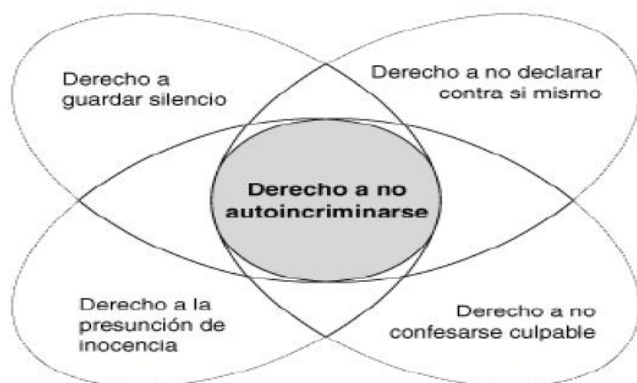 Derecho a
guardar silencio
Derecho a no declarar
contra si mismo
Derecho a no
autoincriminarse
Derecho a la
presunción de
inocencia
Derecho a no
confesarse culpable